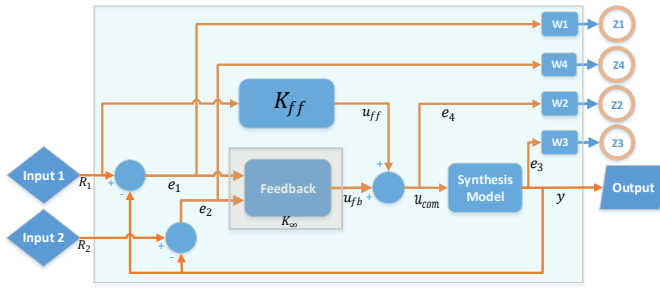 W1
Z1
W4
Z4
K_ff
u_ff
e_4
W2
Z2
W3
Z3
e_3
Input 1
R_1
+
-
e_1
Feedback
K_∞
u_fb
+
+
u_com
Synthesis
Model
y
Output
e_2
Input 2
R_2
+
-